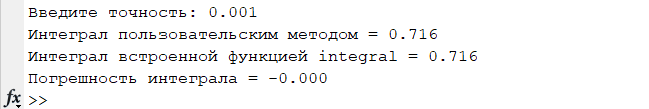 Введите точность: 0.001
Интеграл пользовательским методом = 0.716
Интеграл встроенной функцией integral = 0.716
Погрешность интеграла = -0.000
fx >>